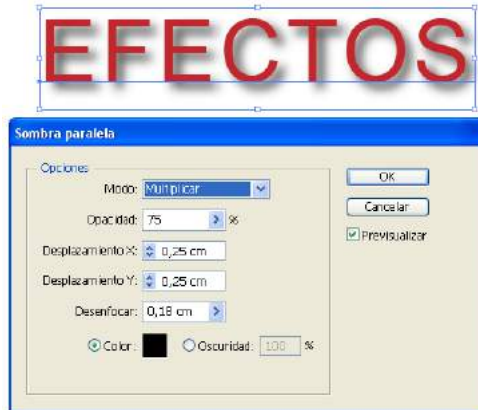 EFECTOS
Sombra paralela
Opciones
Modo: Multiplicar
Opacidad: 75 %
Desplazamiento X: 0,25 cm
Desplazamiento Y: 0,25 cm
Desenfocar: 0,18 cm
Color: Oscuridad: 100 %
OK
Cancelar
Previsualizar